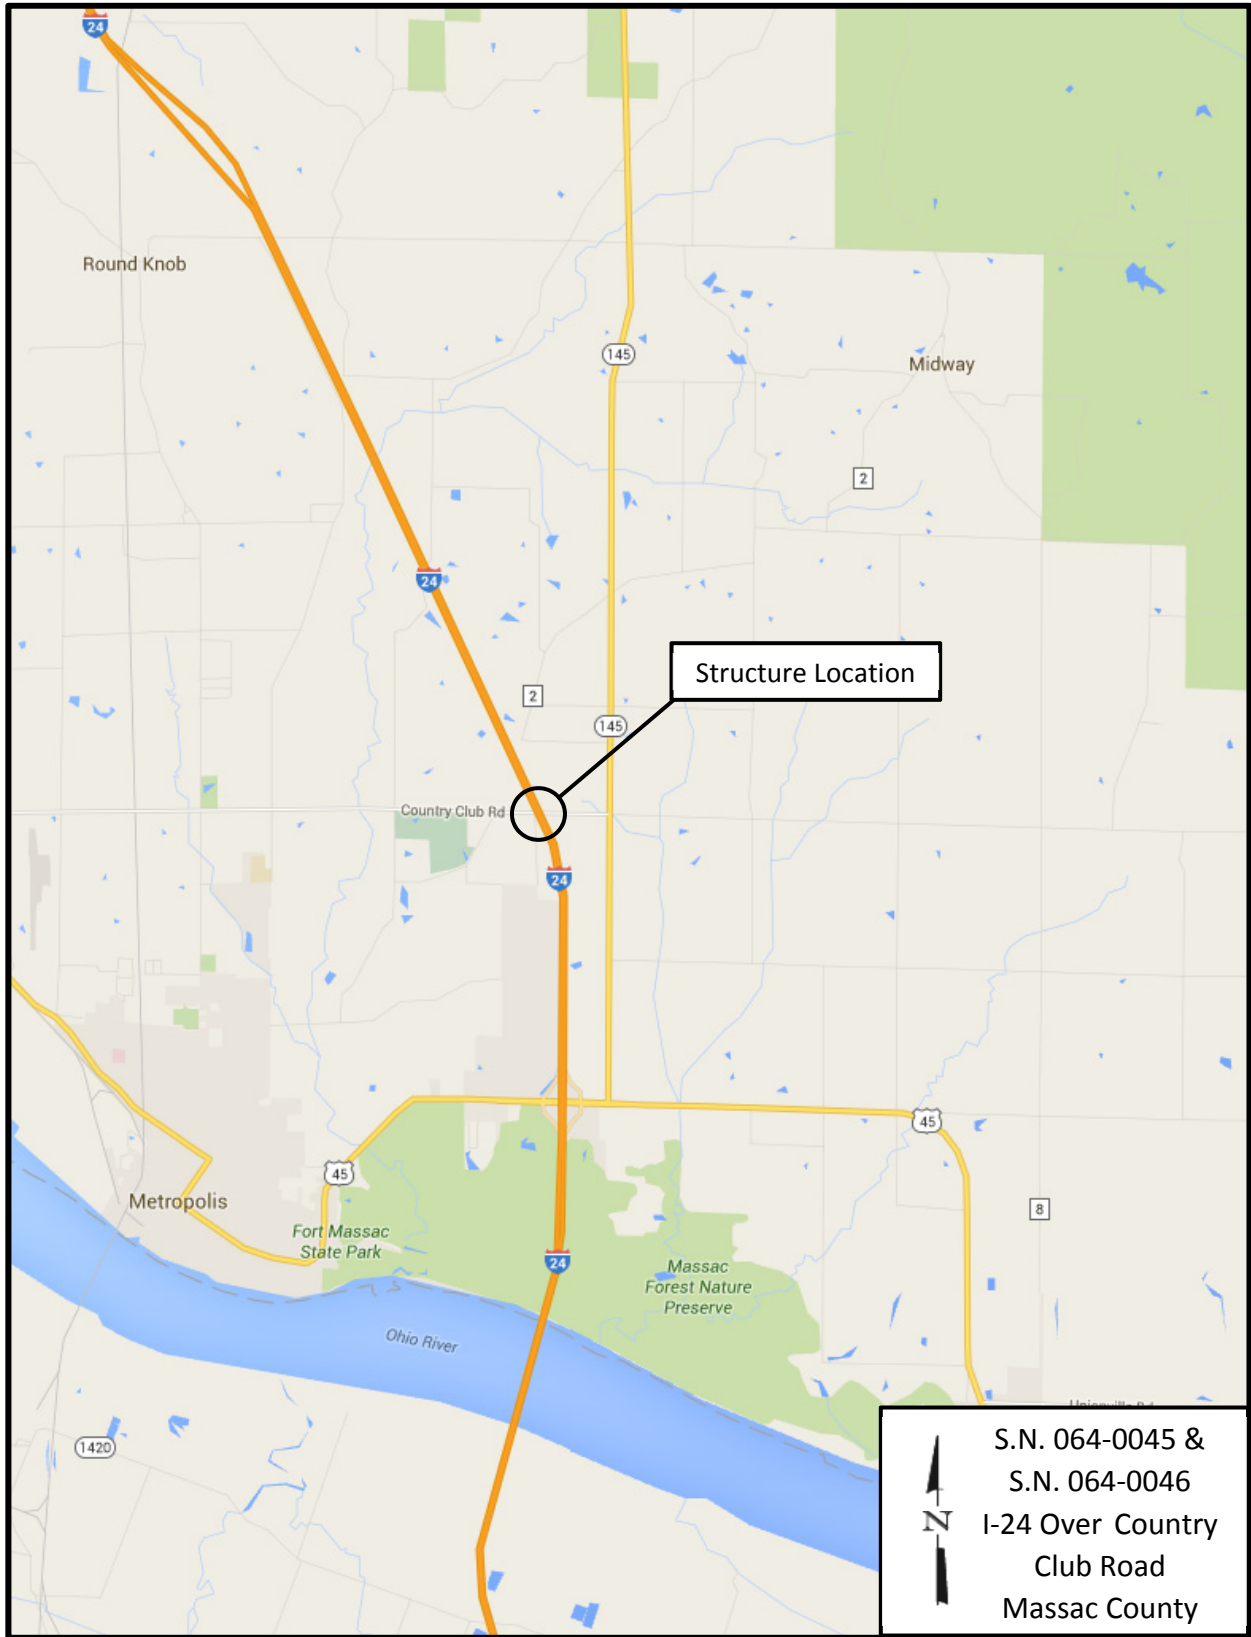 24
Round Knob
145
Midway
2
24
Structure Location
2
145
Country Club Rd
24
45
45
Metropolis
8
Fort Massac
State Park
24
Massac
Forest Nature
Preserve
Ohio River
1420
S.N. 064-0045 &
S.N. 064-0046
N
I-24 Over Country
Club Road
Massac County